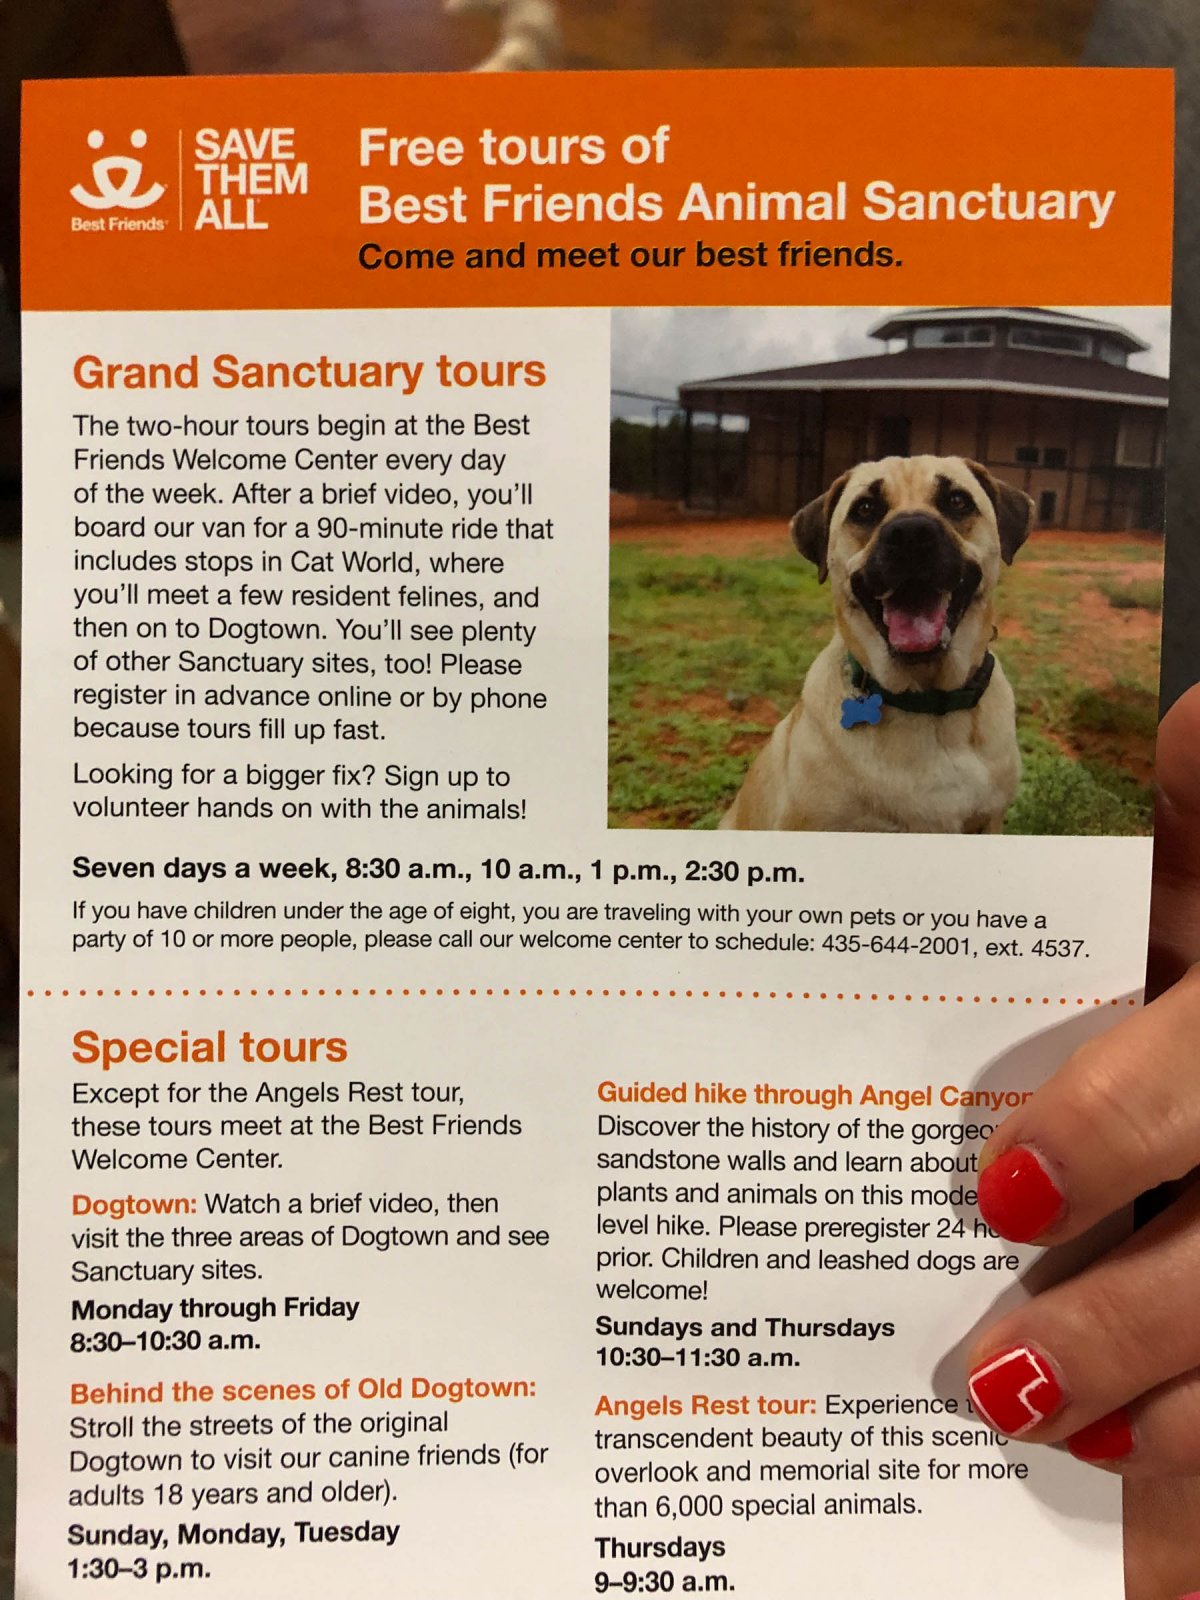 SAVE
THEM
ALL
Best Friends
Free tours of
Best Friends Animal Sanctuary
Come and meet our best friends.
Grand Sanctuary tours
The two-hour tours begin at the Best
Friends Welcome Center every day
of the week. After a brief video, you'll
board our van for a 90-minute ride that
includes stops in Cat World, where
you'll meet a few resident felines, and
then on to Dogtown. You'll see plenty
of other Sanctuary sites, too! Please
register in advance online or by phone
because tours fill up fast.
Looking for a bigger fix? Sign up to
volunteer hands on with the animals!
Seven days a week, 8:30 a.m., 10 a.m., 1 p.m., 2:30 p.m.
If you have children under the age of eight, you are traveling with your own pets or you have a
party of 10 or more people, please call our welcome center to schedule: 435-644-2001, ext. 4537.
Special tours
Except for the Angels Rest tour,
these tours meet at the Best Friends
Welcome Center.
Dogtown: Watch a brief video, then
visit the three areas of Dogtown and see
Sanctuary sites.
Monday through Friday
8:30–10:30 a.m.
Behind the scenes of Old Dogtown:
Stroll the streets of the original
Dogtown to visit our canine friends (for
adults 18 years and older).
Sunday, Monday, Tuesday
1:30–3 p.m.
Guided hike through Angel Canyon
Discover the history of the
sandstone walls and learn about
plants and animals on this
level hike. Please preregister 24
prior. Children and leashed dogs are
welcome!
Sundays and Thursdays
10:30–11:30 a.m.
Angels Rest tour: Experience
transcendent beauty of this scenic
overlook and memorial site for more
than 6,000 special animals.
Thursdays
9–9:30 a.m.